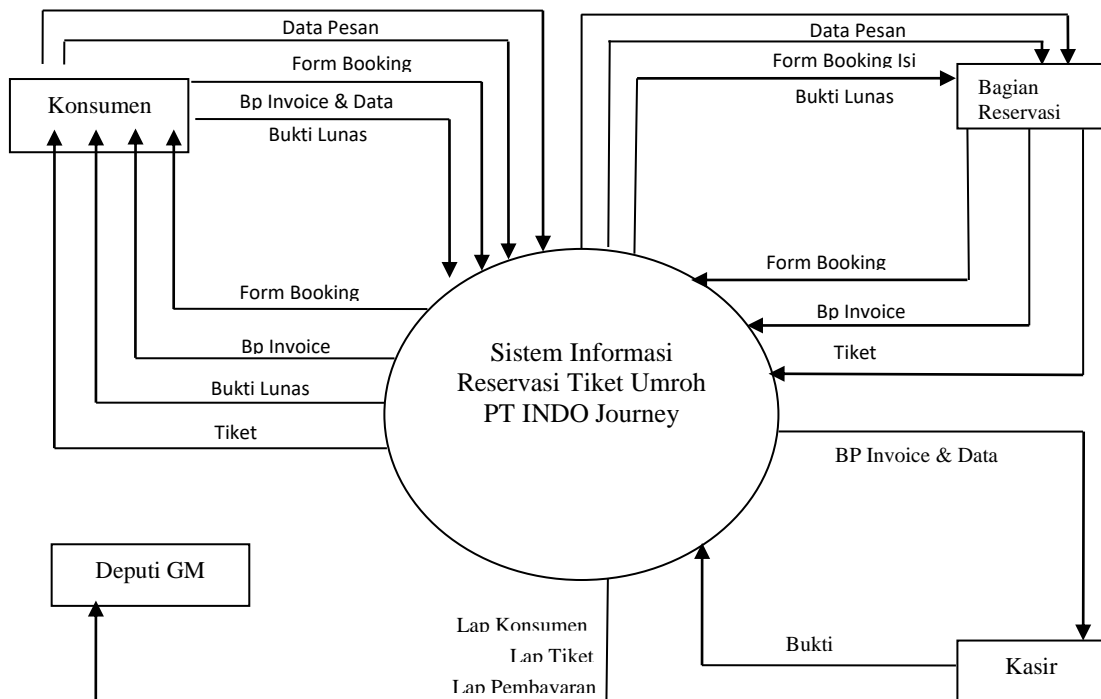 Data Pesan
Form Booking
Bp Invoice & Data
Bukti Lunas
Konsumen
Data Pesan
Form Booking Isi
Bukti Lunas
Bagian
Reservasi
Form Booking
Bp Invoice
Bukti Lunas
Tiket
Form Booking
Bp Invoice
Tiket
Sistem Informasi
Reservasi Tiket Umroh
PT INDO Journey
BP Invoice & Data
Deputi GM
Lap Konsumen
Lap Tiket
Lap Pembayaran
Bukti
Kasir